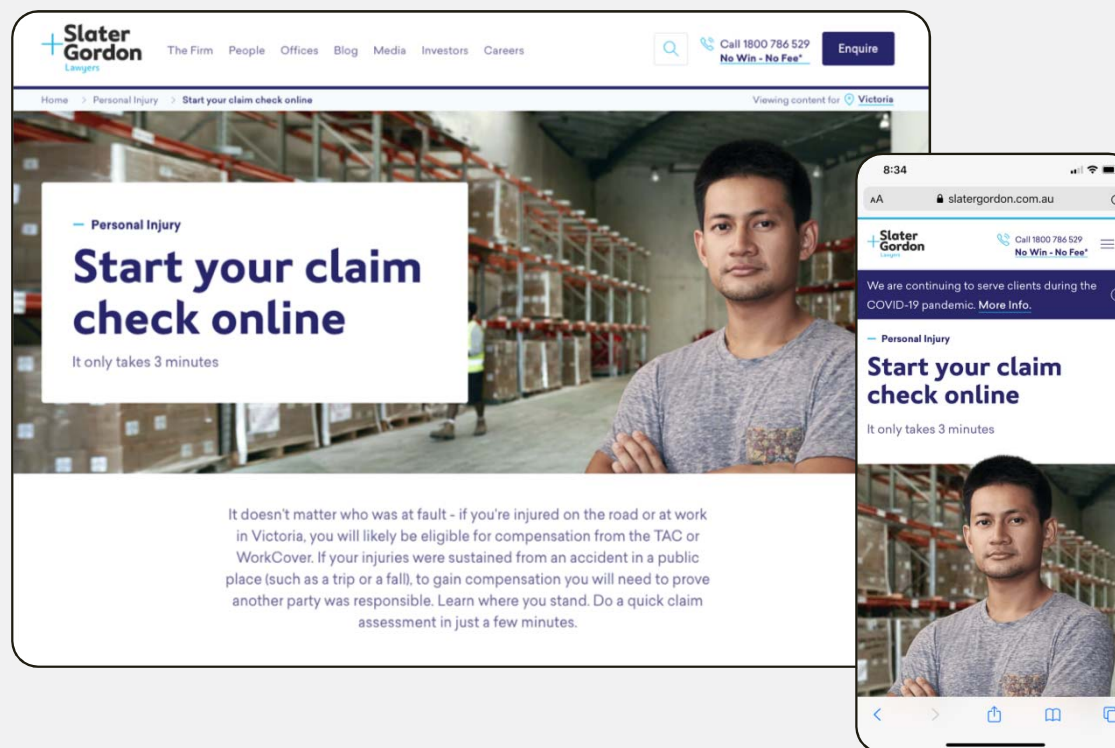 Slater
Gordon
Lawyers
The Firm People Offices Blog Media Investors Careers
Call 1800 786 529
No Win - No Fee*
Enquire
Home > Personal Injury > Start your claim check online
Viewing content for Victoria
Personal Injury
Start your claim
check online
It only takes 3 minutes
It doesn't matter who was at fault - if you're injured on the road or at work
in Victoria, you will likely be eligible for compensation from the TAC or
WorkCover. If your injuries were sustained from an accident in a public
place (such as a trip or a fall), to gain compensation you will need to prove
another party was responsible. Learn where you stand. Do a quick claim
assessment in just a few minutes.
8:34
AA slatergordon.com.au
Slater
Gordon
Lawyers
Call 1800 786 529
No Win - No Fee*
We are continuing to serve clients during the
COVID-19 pandemic. More Info.
Personal Injury
Start your claim
check online
It only takes 3 minutes